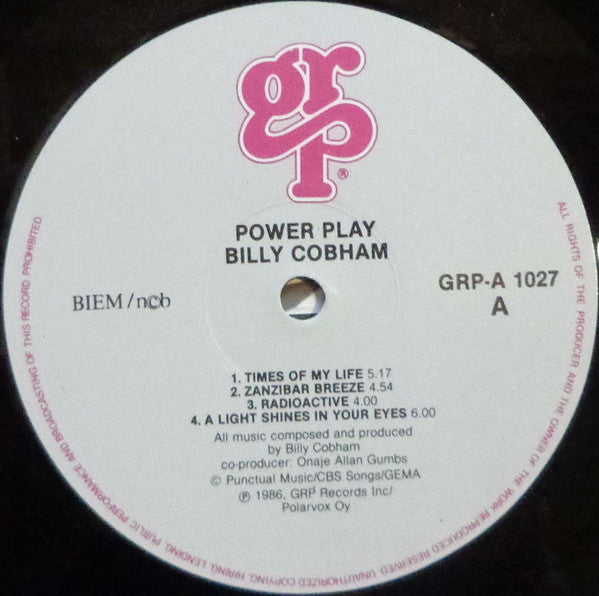 grp
®
POWER PLAY
BILLY COBHAM
BIEM/ncb
GRP-A 1027
A
1. TIMES OF MY LIFE 5.17
2. ZANZIBAR BREEZE 4.54
3. RADIOACTIVE 4.00
4. A LIGHT SHINES IN YOUR EYES 6.00
All music composed and produced
by Billy Cobham
co-producer: Onaje Allan Gumbs
© Punctual Music/CBS Songs/GEMA
℗ 1986, GRP Records Inc/
Polarvox Oy
ALL RIGHTS OF THE PRODUCER AND THE OWNER OF THE WORK REPRODUCED RESERVED. UNAUTHORIZED COPYING, HIRING, LENDING, PUBLIC PERFORMANCE AND BROADCASTING OF THIS RECORD PROHIBITED